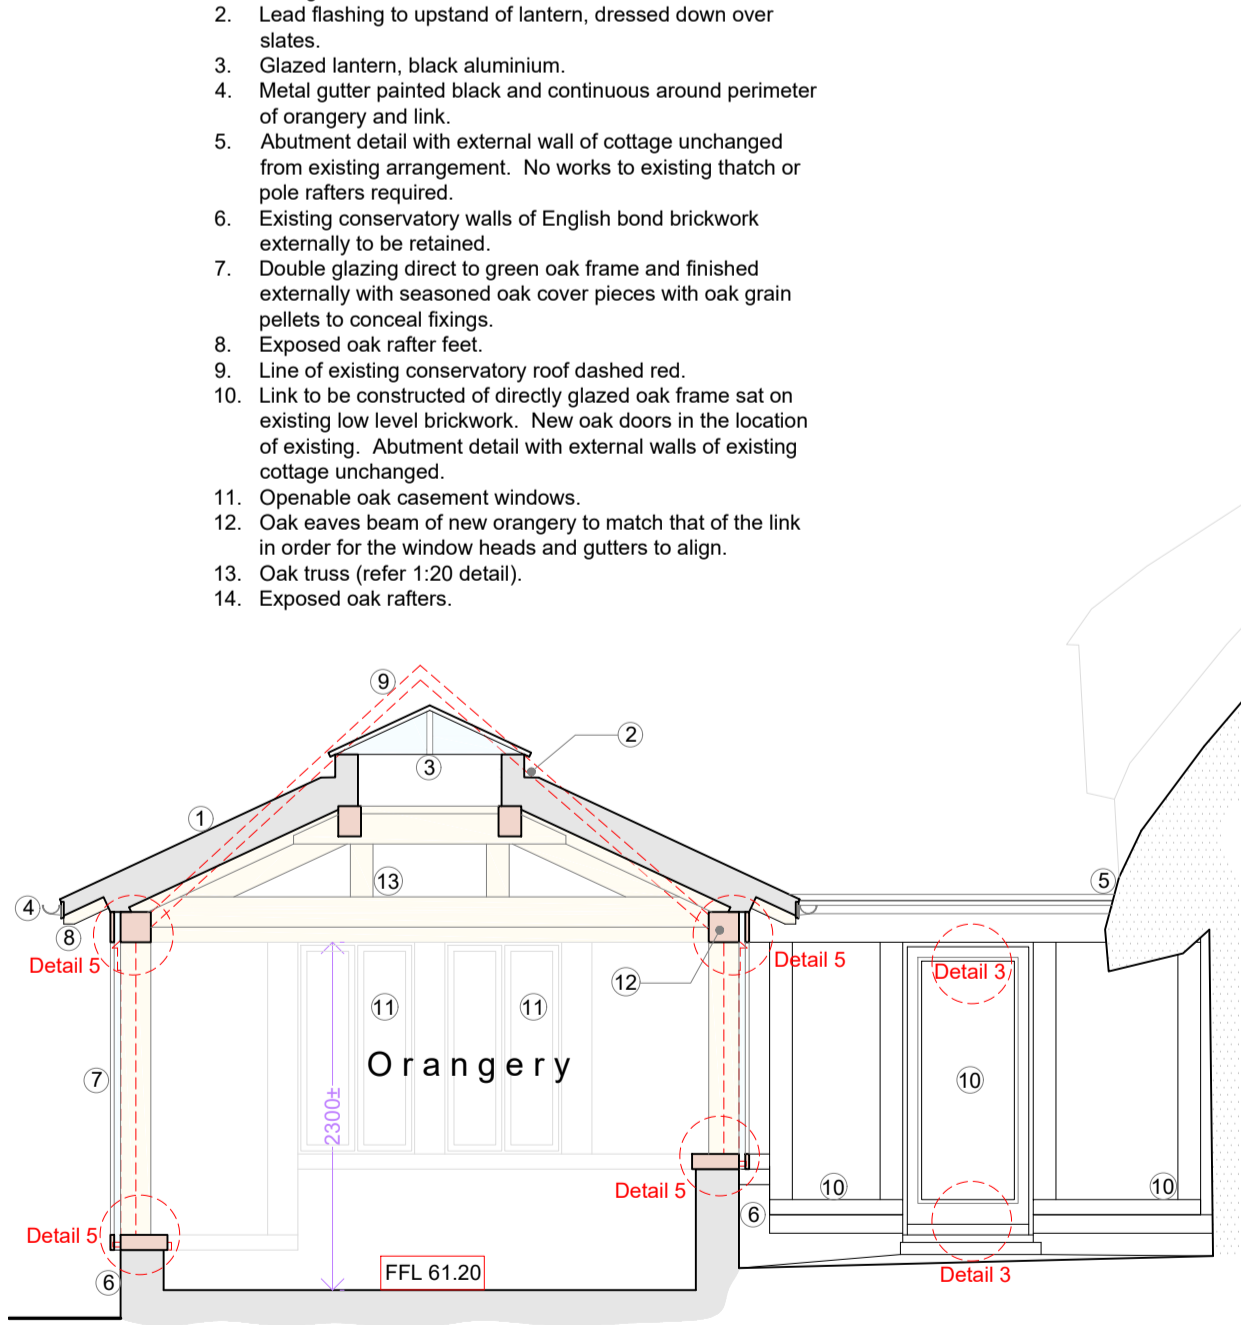 2. Lead flashing to upstand of lantern, dressed down over
slates.
3. Glazed lantern, black aluminium.
4. Metal gutter painted black and continuous around perimeter
of orangery and link.
5. Abutment detail with external wall of cottage unchanged
from existing arrangement. No works to existing thatch or
pole rafters required.
6. Existing conservatory walls of English bond brickwork
externally to be retained.
7. Double glazing direct to green oak frame and finished
externally with seasoned oak cover pieces with oak grain
pellets to conceal fixings.
8. Exposed oak rafter feet.
9. Line of existing conservatory roof dashed red.
10. Link to be constructed of directly glazed oak frame sat on
existing low level brickwork. New oak doors in the location
of existing. Abutment detail with external walls of existing
cottage unchanged.
11. Openable oak casement windows.
12. Oak eaves beam of new orangery to match that of the link
in order for the window heads and gutters to align.
13. Oak truss (refer 1:20 detail).
14. Exposed oak rafters.
9
2
3
1
13
5
4
8
Detail 5
Detail 5
Detail 3
12
11
11
Orangery
7
10
2300±
Detail 5
10
10
6
Detail 5
6
FFL 61.20
Detail 3